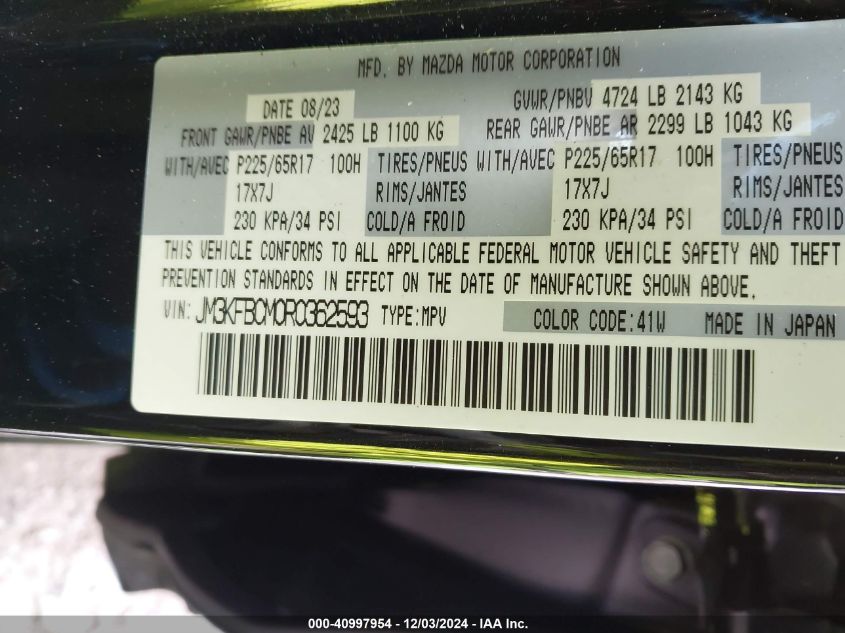 MFD. BY MAZDA MOTOR CORPORATION
DATE 08/23 GVWR/PNBV 4724 LB 2143 KG
FRONT GAWR/PNBE AV 2425 LB 1100 KG REAR GAWR/PNBE AR 2299 LB 1043 KG
WITH/AVEC P225/65R17 100H TIRES/PNEUS WITH/AVEC P225/65R17 100H TIRES/PNEUS
17X7J RIMS/JANTES 17X7J RIMS/JANTES
230 KPA/34 PSI COLD/A FROID 230 KPA/34 PSI COLD/A FROID
THIS VEHICLE CONFORMS TO ALL APPLICABLE FEDERAL MOTOR VEHICLE SAFETY AND THEFT
PREVENTION STANDARDS IN EFFECT ON THE DATE OF MANUFACTURE SHOWN ABOVE.
VIN: JM3KFBCM0R0362593 TYPE:MPV COLOR CODE:41W MADE IN JAPAN
000-40997954 - 12/03/2024 - IAA Inc.